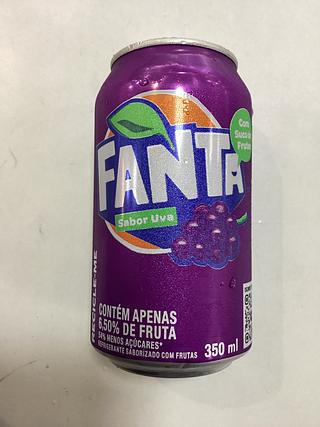 Com
Suco de
Frutas
FANTA
Sabor Uva
RECICLE-ME
CONTÉM APENAS
6,50% DE FRUTA
REFRIGERANTE SABORIZADO COM FRUTAS
350 ml